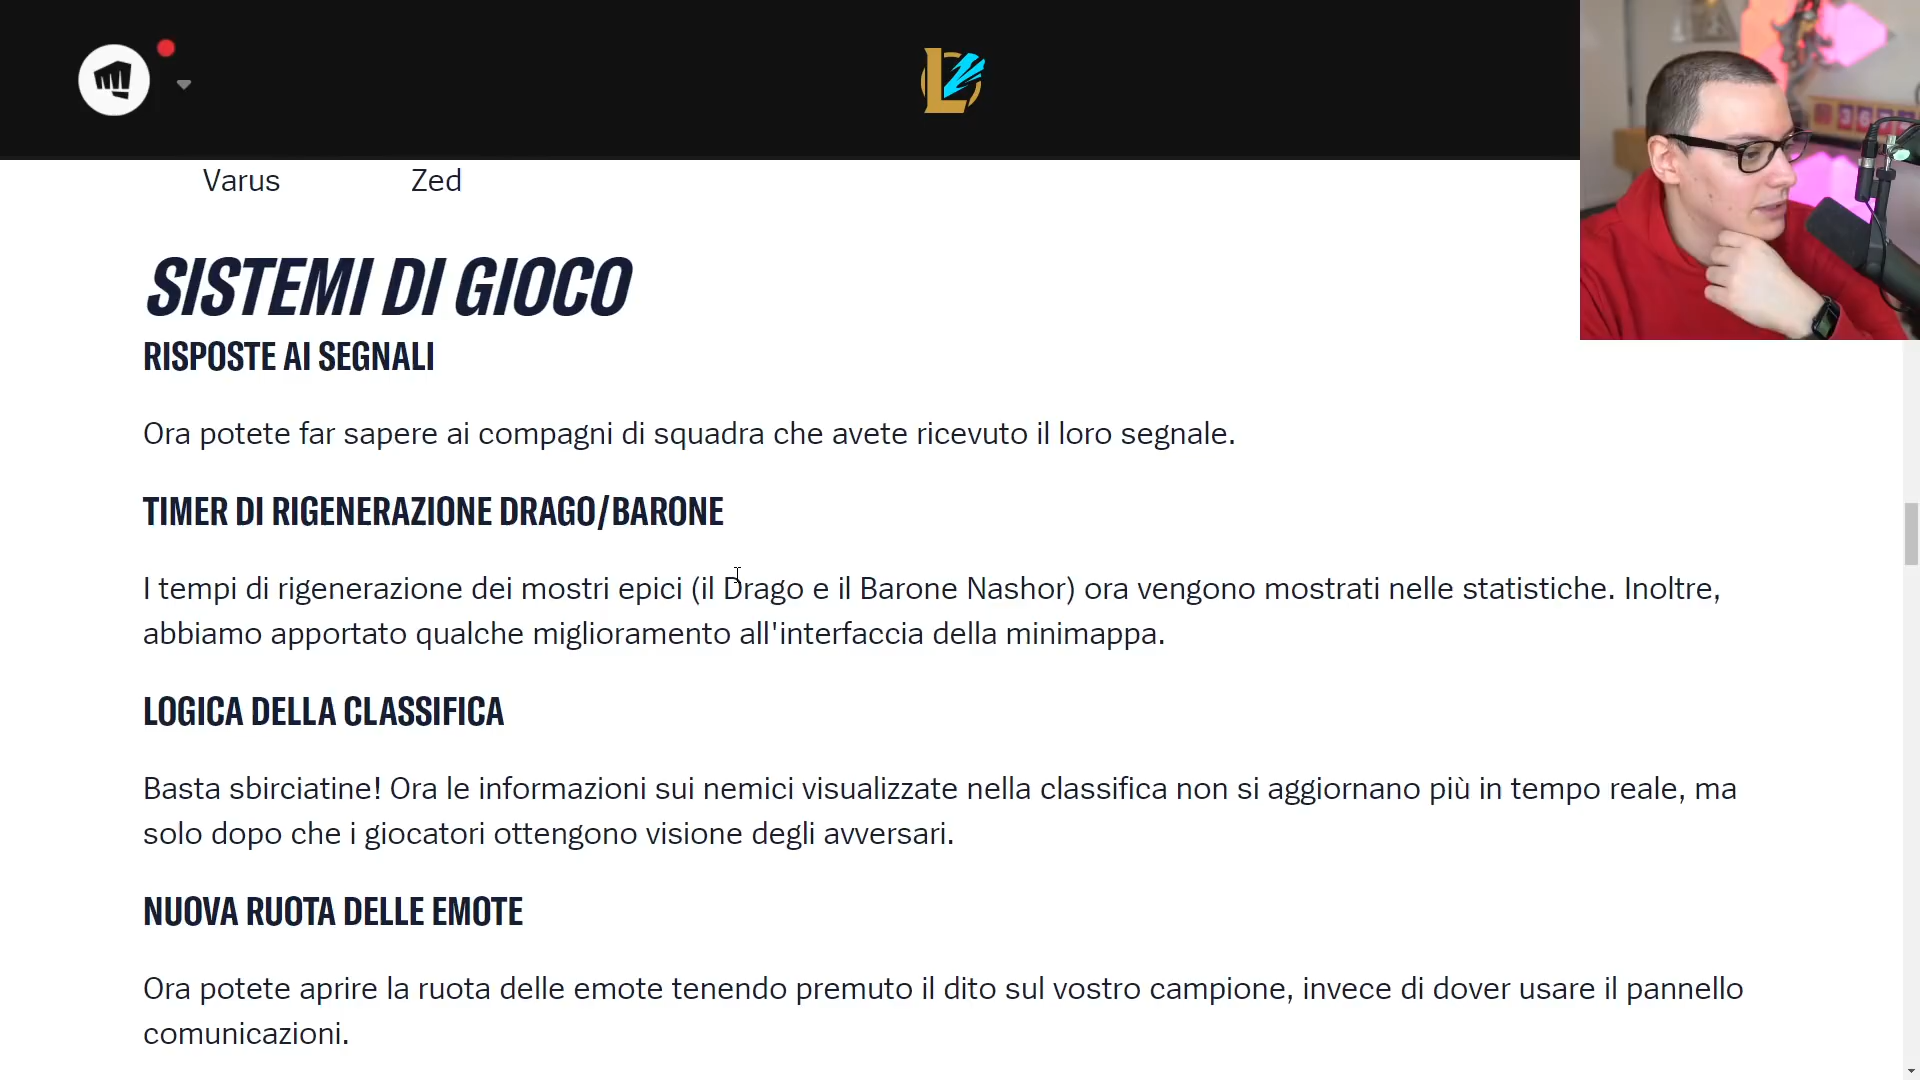 Varus Zed
SISTEMI DI GIOCO
RISPOSTE AI SEGNALI
Ora potete far sapere ai compagni di squadra che avete ricevuto il loro segnale.
TIMER DI RIGENERAZIONE DRAGO/BARONE
I tempi di rigenerazione dei mostri epici (il Drago e il Barone Nashor) ora vengono mostrati nelle statistiche. Inoltre,
abbiamo apportato qualche miglioramento all'interfaccia della minimappa.
LOGICA DELLA CLASSIFICA
Basta sbirciatine! Ora le informazioni sui nemici visualizzate nella classifica non si aggiornano più in tempo reale, ma
solo dopo che i giocatori ottengono visione degli avversari.
NUOVA RUOTA DELLE EMOTE
Ora potete aprire la ruota delle emote tenendo premuto il dito sul vostro campione, invece di dover usare il pannello
comunicazioni.